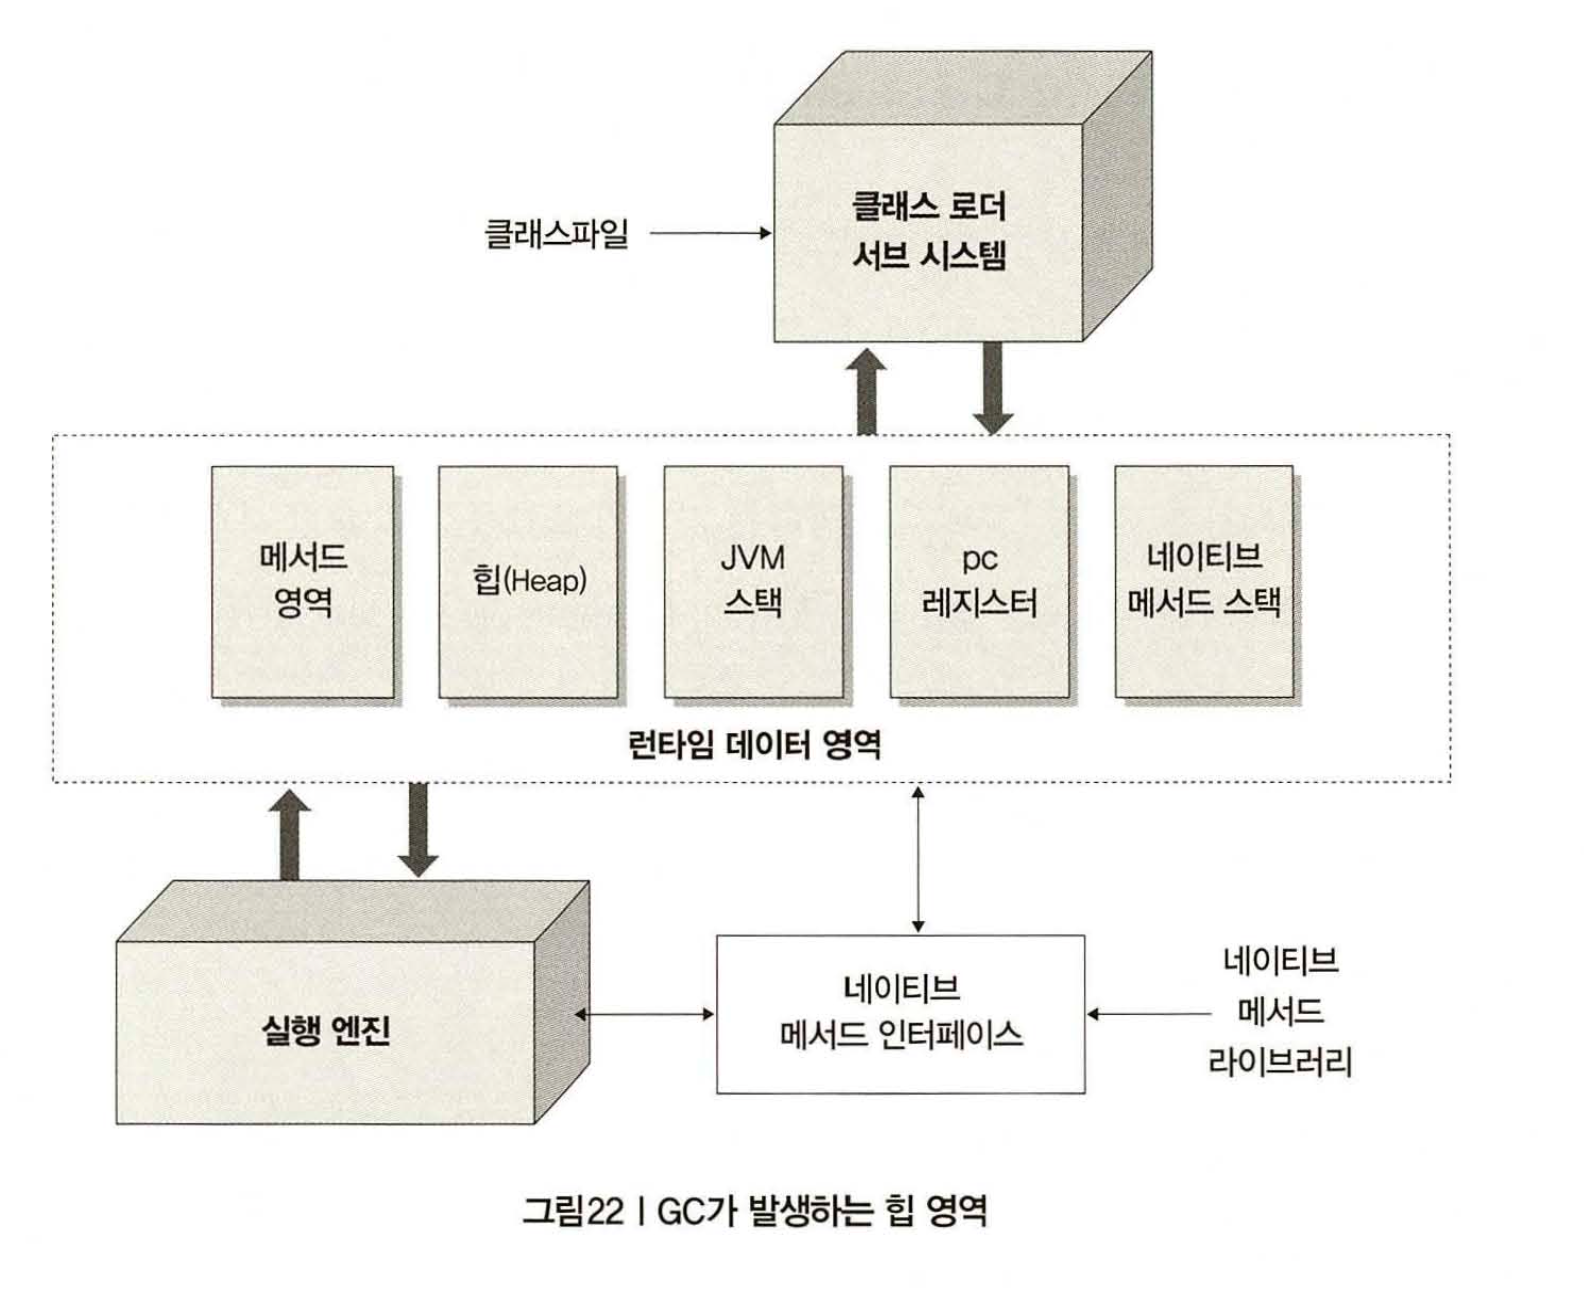 클래스 로더
서브 시스템
클래스파일
메서드
영역
힙(Heap)
JVM
스택
pc
레지스터
네이티브
메서드 스택
런타임 데이터 영역
실행 엔진
네이티브
메서드 인터페이스
네이티브
메서드
라이브러리
그림22 | GC가 발생하는 힙 영역